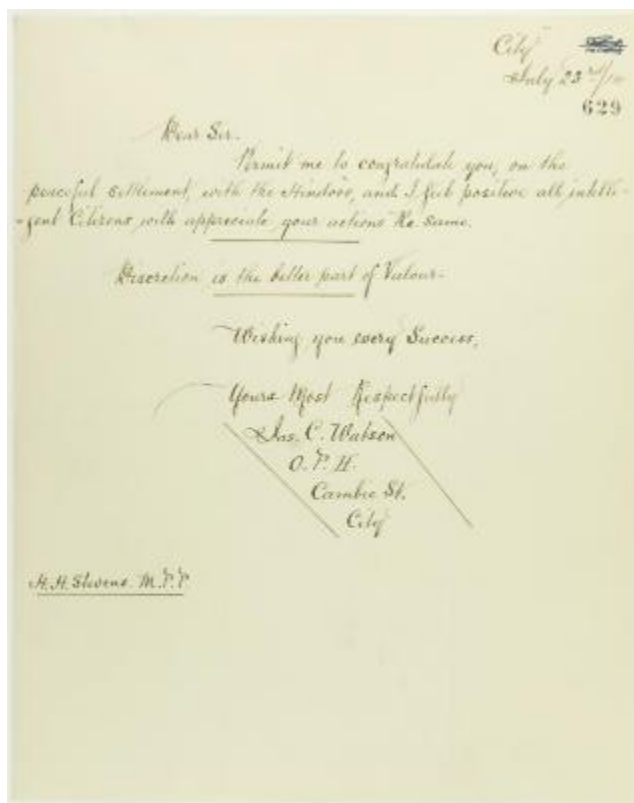 City
July 23rd/14
629
Dear Sir.
Permit me to congratulate you, on the
peaceful settlement, with the Hindoos, and I feel positive all intelli-
-gent Citizens, will appreciate your actions Re Same.
Discretion is the better part of Valour-
Wishing you every Success,
Yours Most Respectfully
Jas. C. Watson
O.P.H.
Cambie St.
City
H.H. Stevens. M.P.P.